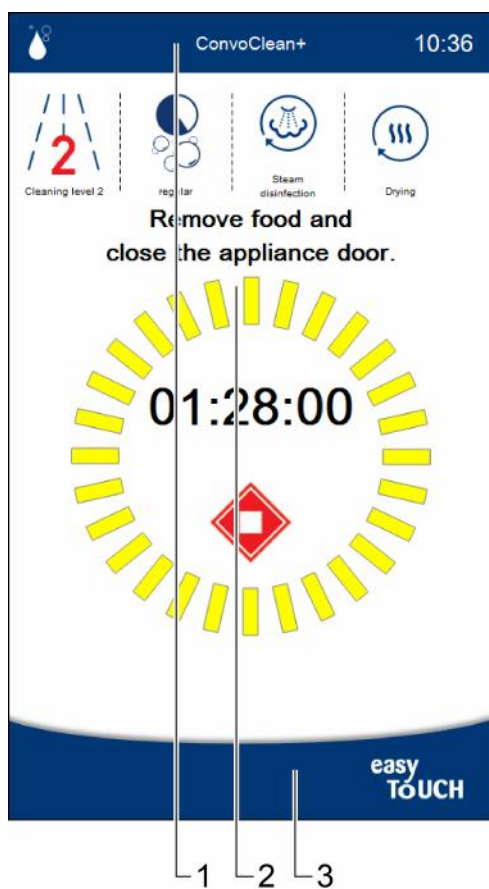 ConvoClean+ 10:36
2
Cleaning level 2
regular
Steam
disinfection
Drying
Remove food and
close the appliance door.
01:28:00
easy
TOUCH
1 2 3